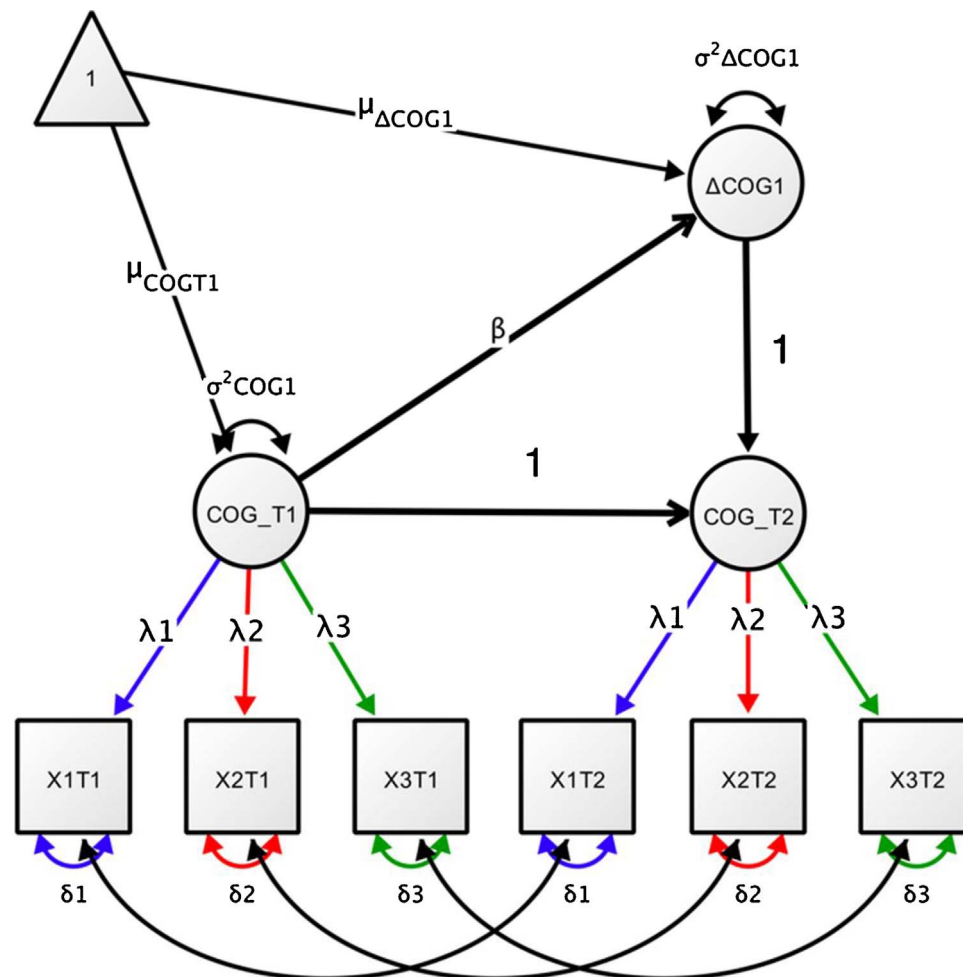 1
σ²ΔCOG1
μΔCOG1
ΔCOG1
μCOGT1
β
1
σ²COG1
1
COG_T1
COG_T2
λ1 λ2 λ3 λ1 λ2 λ3
X1T1 X2T1 X3T1 X1T2 X2T2 X3T2
δ1 δ2 δ3 δ1 δ2 δ3